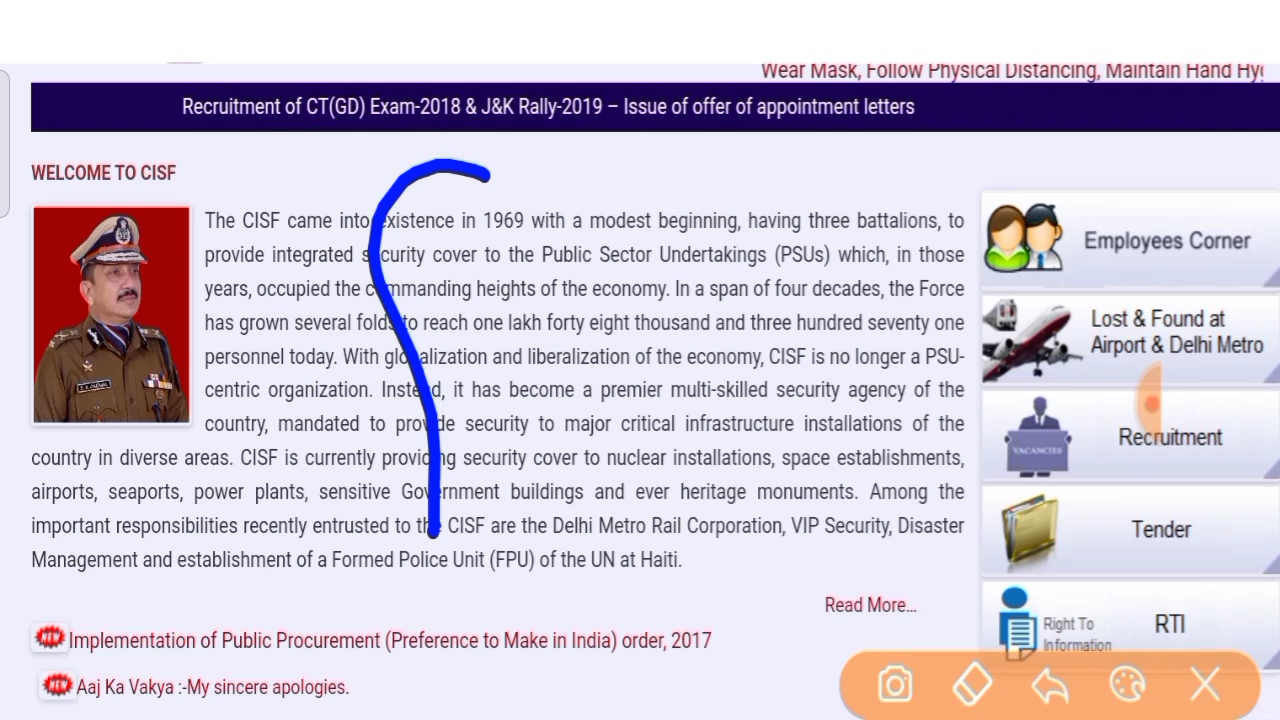 Wear Mask, Follow Physical Distancing, Maintain Hand
Recruitment of CT(GD) Exam-2018 & J&K Rally-2019 – Issue of offer of appointment letters
WELCOME TO CISF
The CISF came into existence in 1969 with a modest beginning, having three battalions, to
provide integrated security cover to the Public Sector Undertakings (PSUs) which, in those
years, occupied the commanding heights of the economy. In a span of four decades, the Force
has grown several folds to reach one lakh forty eight thousand and three hundred seventy one
personnel today. With globalization and liberalization of the economy, CISF is no longer a PSU-
centric organization. Instead, it has become a premier multi-skilled security agency of the
country, mandated to provide security to major critical infrastructure installations of the
country in diverse areas. CISF is currently providing security cover to nuclear installations, space establishments,
airports, seaports, power plants, sensitive Government buildings and ever heritage monuments. Among the
important responsibilities recently entrusted to the CISF are the Delhi Metro Rail Corporation, VIP Security, Disaster
Management and establishment of a Formed Police Unit (FPU) of the UN at Haiti.
Read More...
NEW Implementation of Public Procurement (Preference to Make in India) order, 2017
NEW Aaj Ka Vakya :-My sincere apologies.
Employees Corner
Lost & Found at
Airport & Delhi Metro
VACANCIES
Recruitment
Tender
Right To
Information
RTI